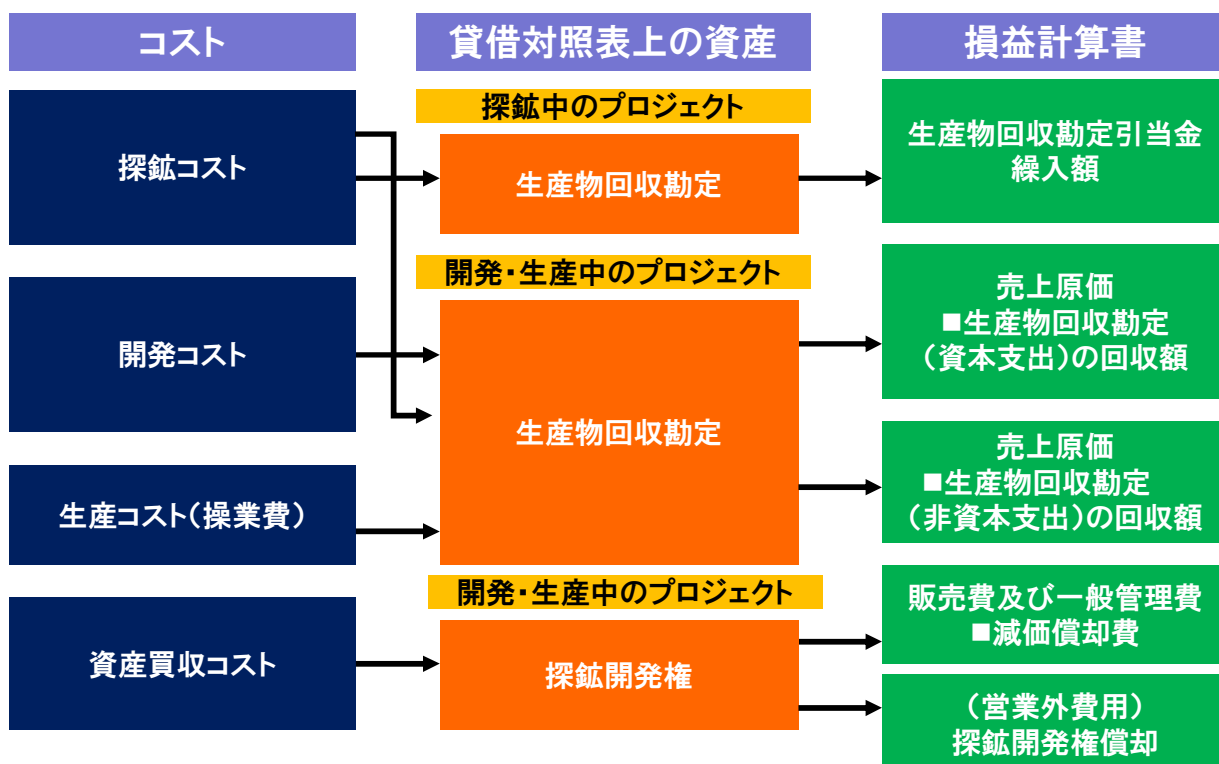 コスト
貸借対照表上の資産
損益計算書
探鉱コスト
開発コスト
生産コスト（操業費）
資産買収コスト
探鉱中のプロジェクト
生産物回収勘定
開発・生産中のプロジェクト
生産物回収勘定
開発・生産中のプロジェクト
探鉱開発権
生産物回収勘定引当金
繰入額
売上原価
■生産物回収勘定
（資本支出）の回収額
売上原価
■生産物回収勘定
（非資本支出）の回収額
販売費及び一般管理費
■減価償却費
（営業外費用）
探鉱開発権償却